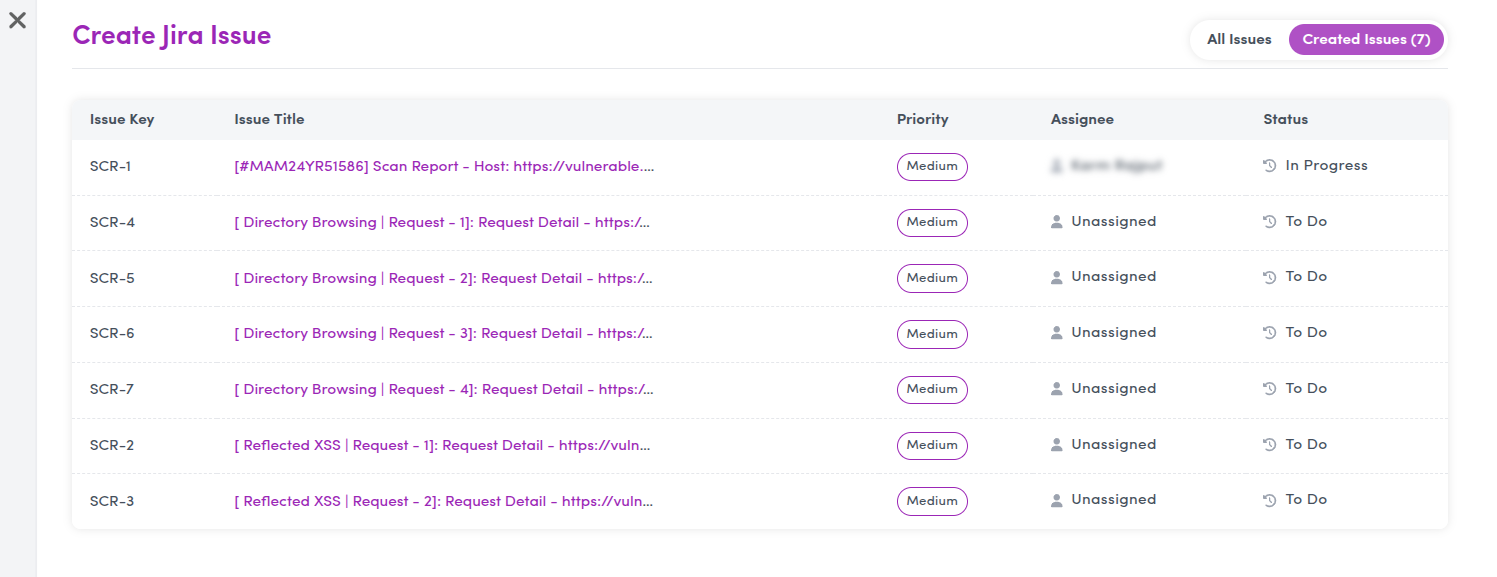 Create Jira Issue
All Issues Created Issues (7)
Issue Key Issue Title Priority Assignee Status
SCR-1 [#MAM24YR51586] Scan Report - Host: https://vulnerable.... Medium In Progress
SCR-4 [ Directory Browsing | Request - 1]: Request Detail - https:/... Medium Unassigned To Do
SCR-5 [ Directory Browsing | Request - 2]: Request Detail - https:/... Medium Unassigned To Do
SCR-6 [ Directory Browsing | Request - 3]: Request Detail - https:/... Medium Unassigned To Do
SCR-7 [ Directory Browsing | Request - 4]: Request Detail - https:/... Medium Unassigned To Do
SCR-2 [ Reflected XSS | Request - 1]: Request Detail - https://vuln... Medium Unassigned To Do
SCR-3 [ Reflected XSS | Request - 2]: Request Detail - https://vuln... Medium Unassigned To Do